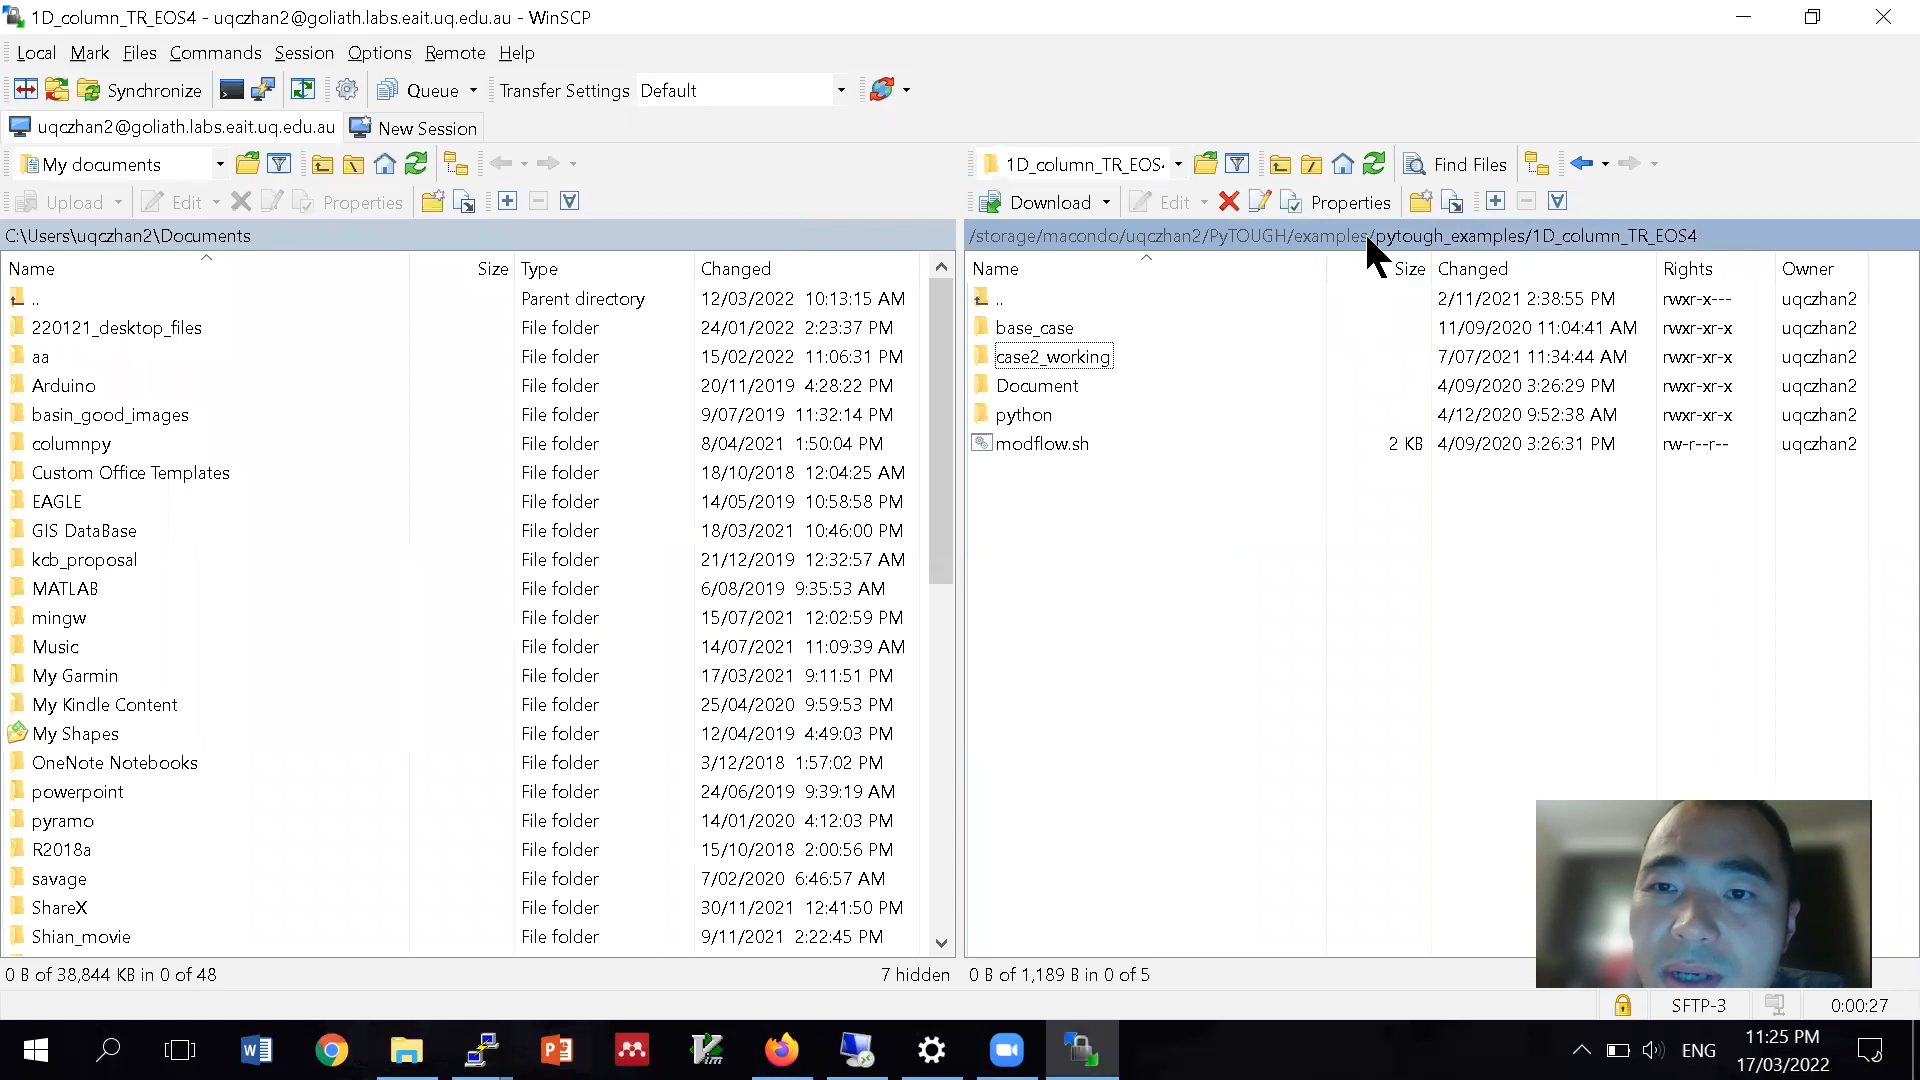 1D_column_TR_EOS4 - uqczhan2@goliath.labs.eait.uq.edu.au - WinSCP
Local Mark Files Commands Session Options Remote Help
Synchronize Queue Transfer Settings Default
uqczhan2@goliath.labs.eait.uq.edu.au New Session
My documents 1D_column_TR_EOS Find Files
Upload Edit Properties Download Edit Properties
C:\Users\uqczhan2\Documents /storage/macondo/uqczhan2/PyTOUGH/examples/pytough_examples/1D_column_TR_EOS4
Name Size Type Changed Name Size Changed Rights Owner
.. Parent directory 12/03/2022 10:13:15 AM .. 2/11/2021 2:38:55 PM rwxr-x--- uqczhan2
220121_desktop_files File folder 24/01/2022 2:23:37 PM base_case 11/09/2020 11:04:41 AM rwxr-xr-x uqczhan2
aa File folder 15/02/2022 11:06:31 PM case2_working 7/07/2021 11:34:44 AM rwxr-xr-x uqczhan2
Arduino File folder 20/11/2019 4:28:22 PM Document 4/09/2020 3:26:29 PM rwxr-xr-x uqczhan2
basin_good_images File folder 9/07/2019 11:32:14 PM python 4/12/2020 9:52:38 AM rwxr-xr-x uqczhan2
columnpy File folder 8/04/2021 1:50:04 PM modflow.sh 2 KB 4/09/2020 3:26:31 PM rw-r--r-- uqczhan2
Custom Office Templates File folder 18/10/2018 12:04:25 AM
EAGLE File folder 14/05/2019 10:58:58 PM
GIS DataBase File folder 18/03/2021 10:46:00 PM
kcb_proposal File folder 21/12/2019 12:32:57 AM
MATLAB File folder 6/08/2019 9:35:53 AM
mingw File folder 15/07/2021 12:02:59 PM
Music File folder 14/07/2021 11:09:39 AM
My Garmin File folder 17/03/2021 9:11:51 PM
My Kindle Content File folder 25/04/2020 9:59:53 PM
My Shapes File folder 12/04/2019 4:49:03 PM
OneNote Notebooks File folder 3/12/2018 1:57:02 PM
powerpoint File folder 24/06/2019 9:39:19 AM
pyramo File folder 14/01/2020 4:12:03 PM
R2018a File folder 15/10/2018 2:00:56 PM
savage File folder 7/02/2020 6:46:57 AM
ShareX File folder 30/11/2021 12:41:50 PM
Shian_movie File folder 9/11/2021 2:22:45 PM
0 B of 38,844 KB in 0 of 48 7 hidden 0 B of 1,189 B in 0 of 5
SFTP-3 0:00:27
ENG 11:25 PM
17/03/2022